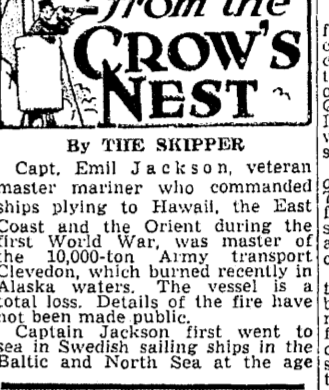 from the
CROW'S
NEST
By THE SKIPPER
Capt. Emil Jackson, veteran
master mariner who commanded
ships plying to Hawaii, the East
Coast and the Orient during the
first World War, was master of
the 10,000-ton Army transport
Clevedon, which burned recently in
Alaska waters. The vessel is a
total loss. Details of the fire have
not been made public.
Captain Jackson first went to
sea in Swedish sailing ships in the
Baltic and North Sea at the age